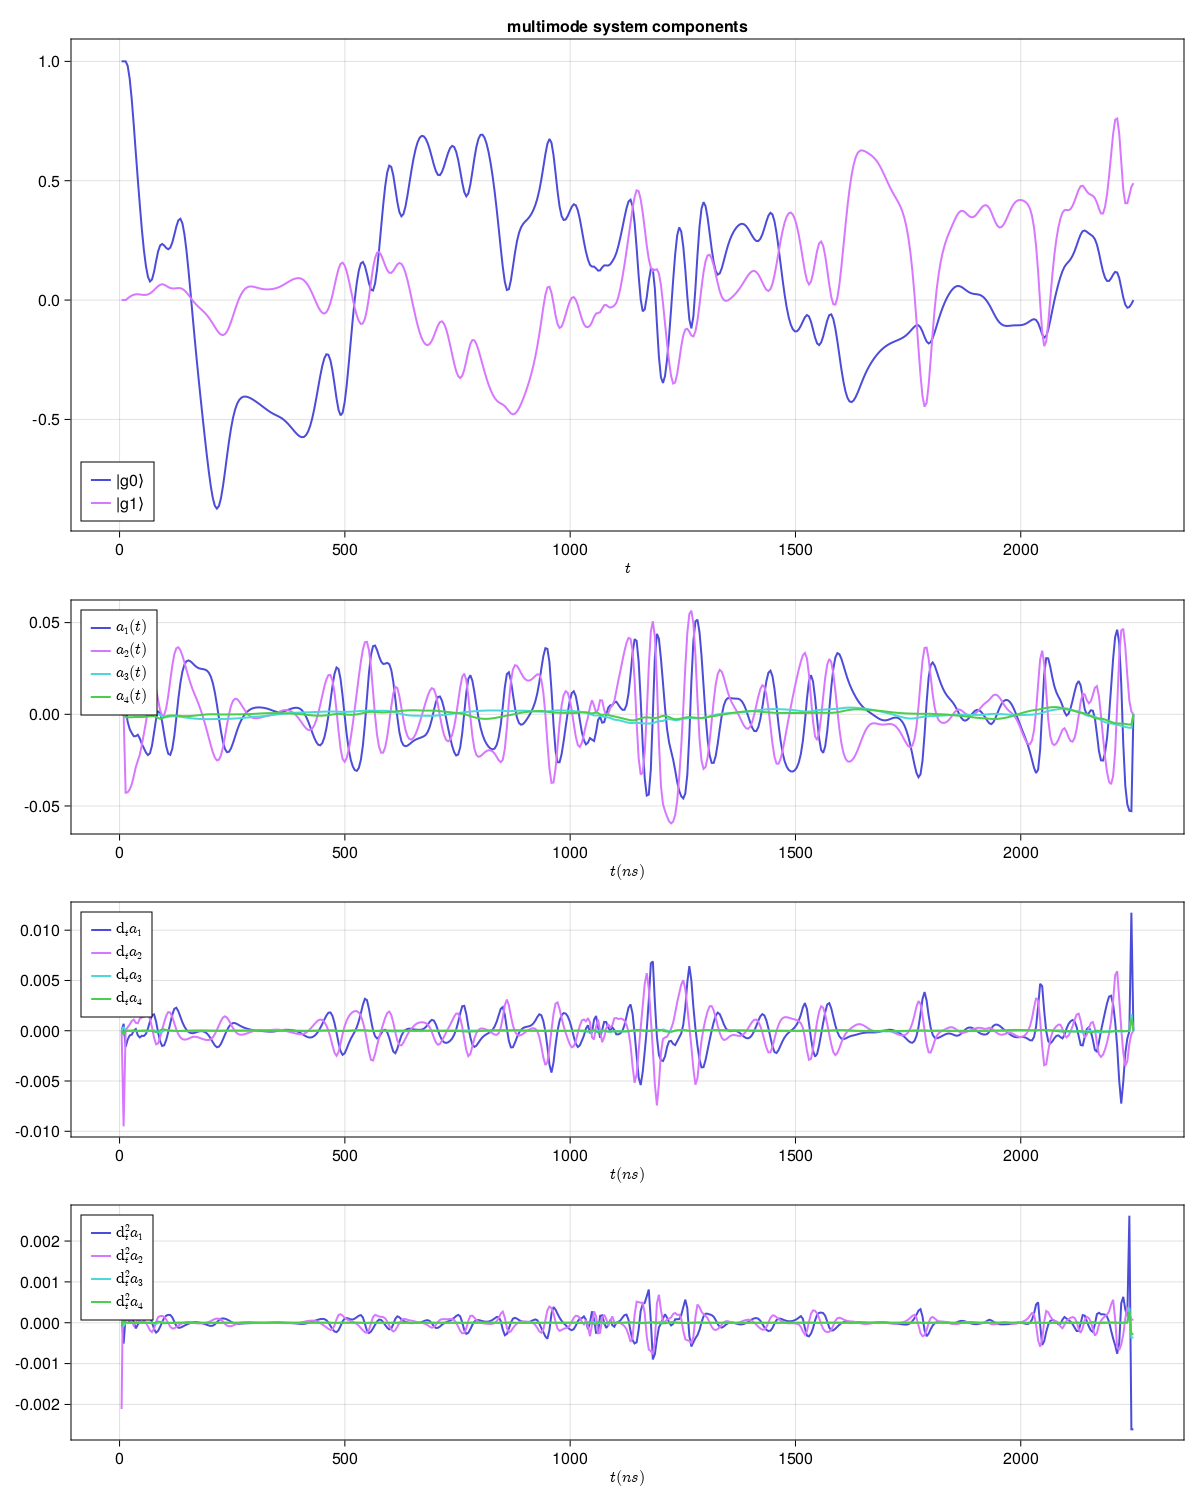 multimode system components
1.0
0.5
0.0
-0.5
|g0⟩
|g1⟩
0 500 1000 1500 2000
t
0.05
0.00
-0.05
a₁(t)
a₂(t)
a₃(t)
a₄(t)
0 500 1000 1500 2000
t(ns)
0.010
0.005
0.000
-0.005
-0.010
dₜa₁
dₜa₂
dₜa₃
dₜa₄
0 500 1000 1500 2000
t(ns)
0.002
0.001
0.000
-0.001
-0.002
d²ₜa₁
d²ₜa₂
d²ₜa₃
d²ₜa₄
0 500 1000 1500 2000
t(ns)